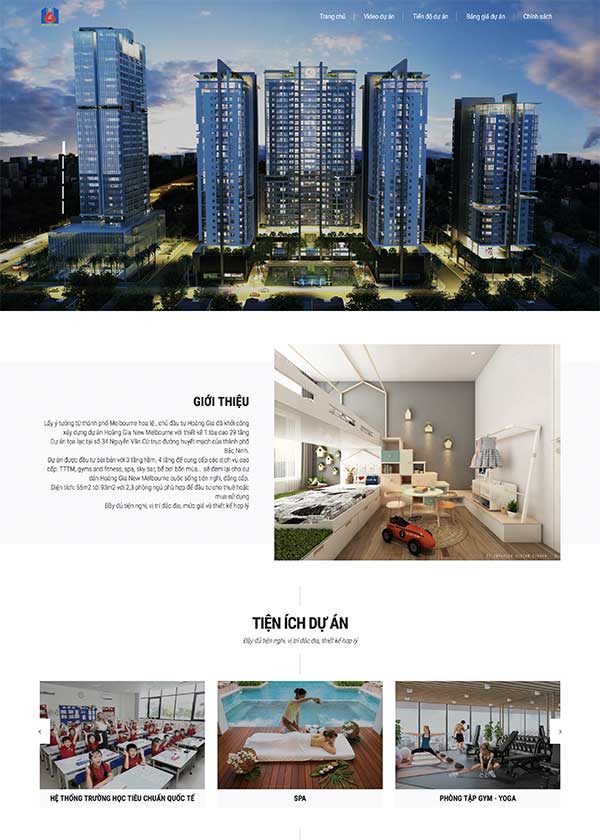 Trang chủ
Video dự án
Tiến độ dự án
Bảng giá dự án
Chính sách
GIỚI THIỆU
Lấy ý tưởng từ thành phố Melbourne hoa lệ, chủ đầu tư Hoàng Gia đã khởi công
xây dựng dự án Hoàng Gia New Melbourne với thiết kế 1 tòa cao 29 tầng
Dự án tọa lạc tại số 34 Nguyễn Văn Cừ trục đường huyết mạch của thành phố
Bắc Ninh.
Dự án được đầu tư bài bản với 3 tầng hầm, 4 tầng đế cung cấp các dịch vụ cao
cấp: TTTM, gyms and fitness, spa, sky bar, bể bơi bốn mùa... sẽ đem lại cho cư
dân Hoàng Gia New Melbourne cuộc sống tiện nghi, đẳng cấp.
Diện tích: 55m2 tới 93m2 với 2,3 phòng ngủ phù hợp để đầu tư cho thuê hoặc
mua sử dụng
Đầy đủ tiện nghi, vị trí đắc địa, mức giá và thiết kế hợp lý
TIỆN ÍCH DỰ ÁN
Đầy đủ tiện nghi, vị trí đắc địa, thiết kế hợp lý
HỆ THỐNG TRƯỜNG HỌC TIÊU CHUẨN QUỐC TẾ
SPA
PHÒNG TẬP GYM - YOGA